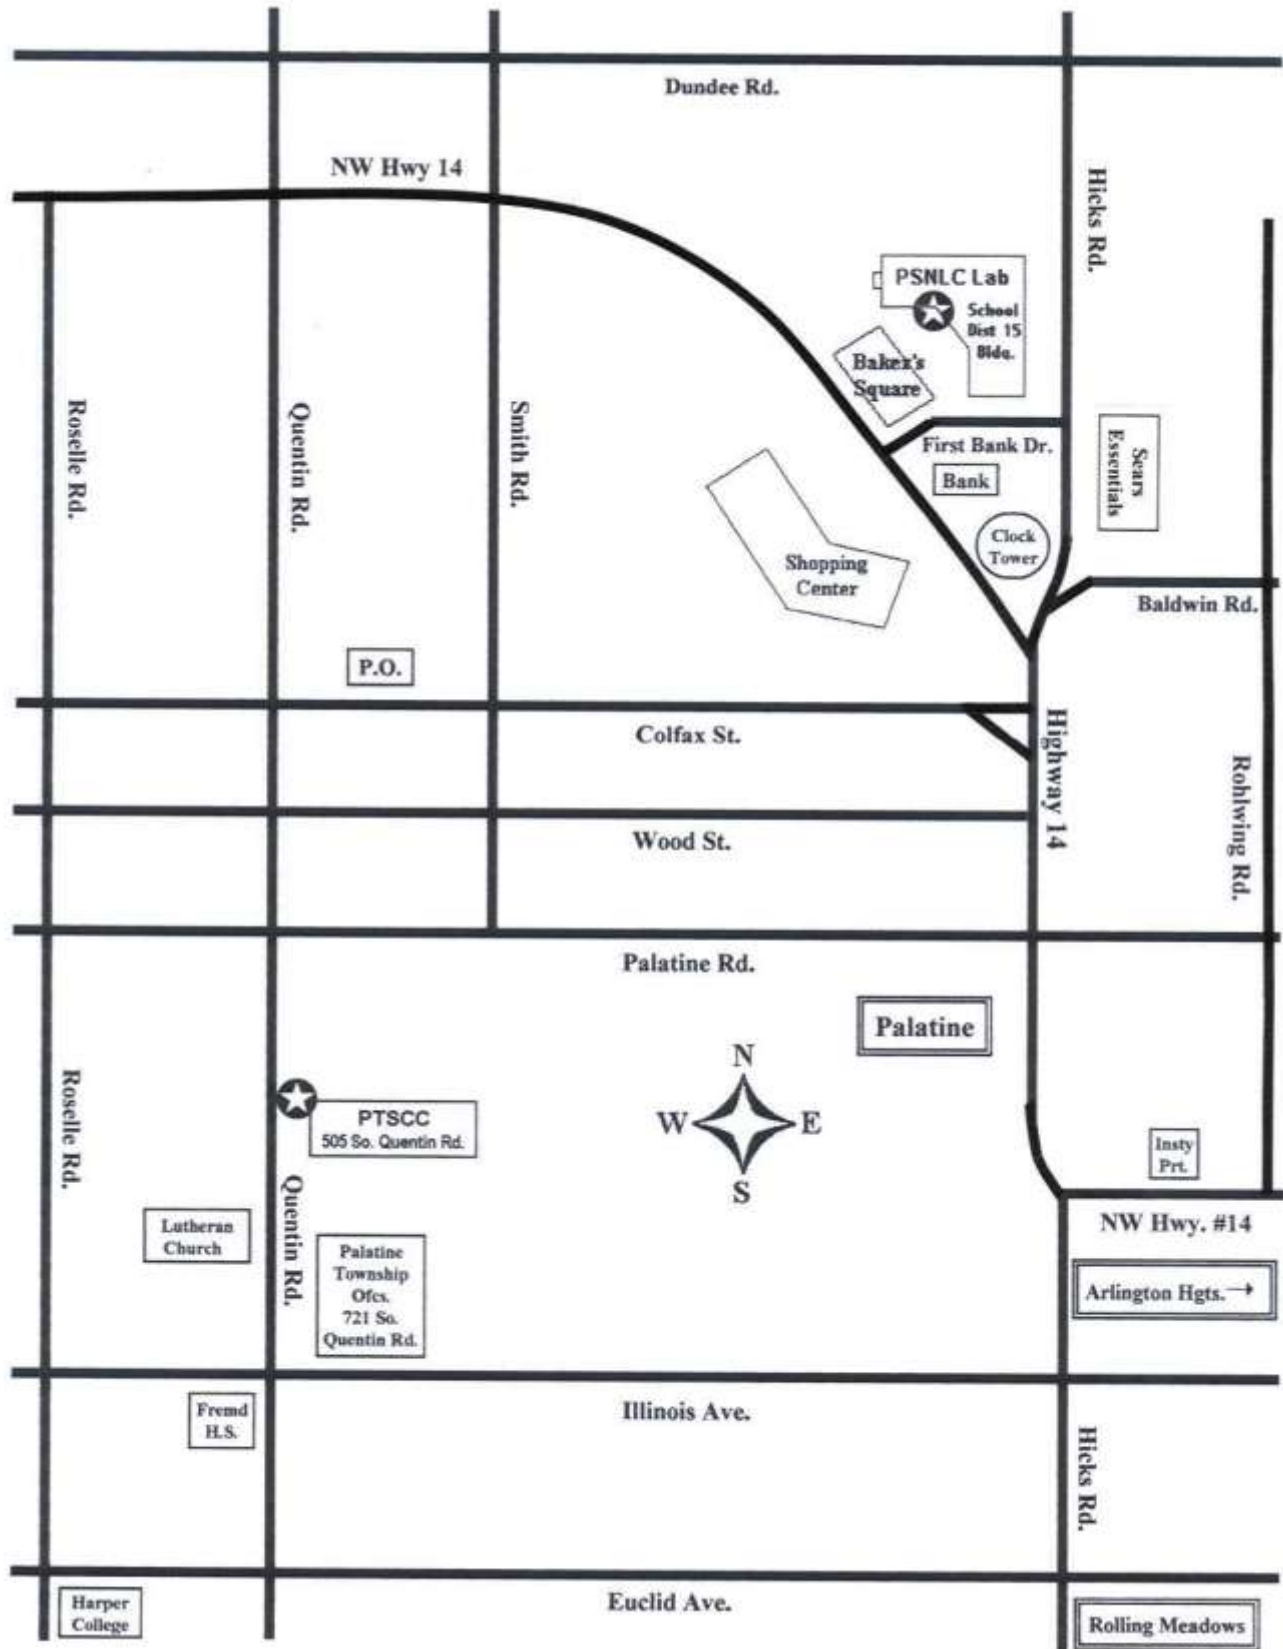 Dundee Rd.
NW Hwy 14
Hicks Rd.
PSNLC Lab
School
Dist 15
Bldg.
Baker's
Square
Roselle Rd.
Quentin Rd.
Smith Rd.
First Bank Dr.
Bank
Sears
Essentials
Clock
Tower
Shopping
Center
Baldwin Rd.
P.O.
Colfax St.
Highway 14
Rohlwing Rd.
Wood St.
Palatine Rd.
Palatine
N
W
E
S
Roselle Rd.
PTSCC
505 So. Quentin Rd.
Insty
Prt.
Quentin Rd.
Lutheran
Church
Palatine
Township
Ofcs.
721 So.
Quentin Rd.
NW Hwy. #14
Arlington Hgts.→
Fremd
H.S.
Illinois Ave.
Hicks Rd.
Harper
College
Euclid Ave.
Rolling Meadows